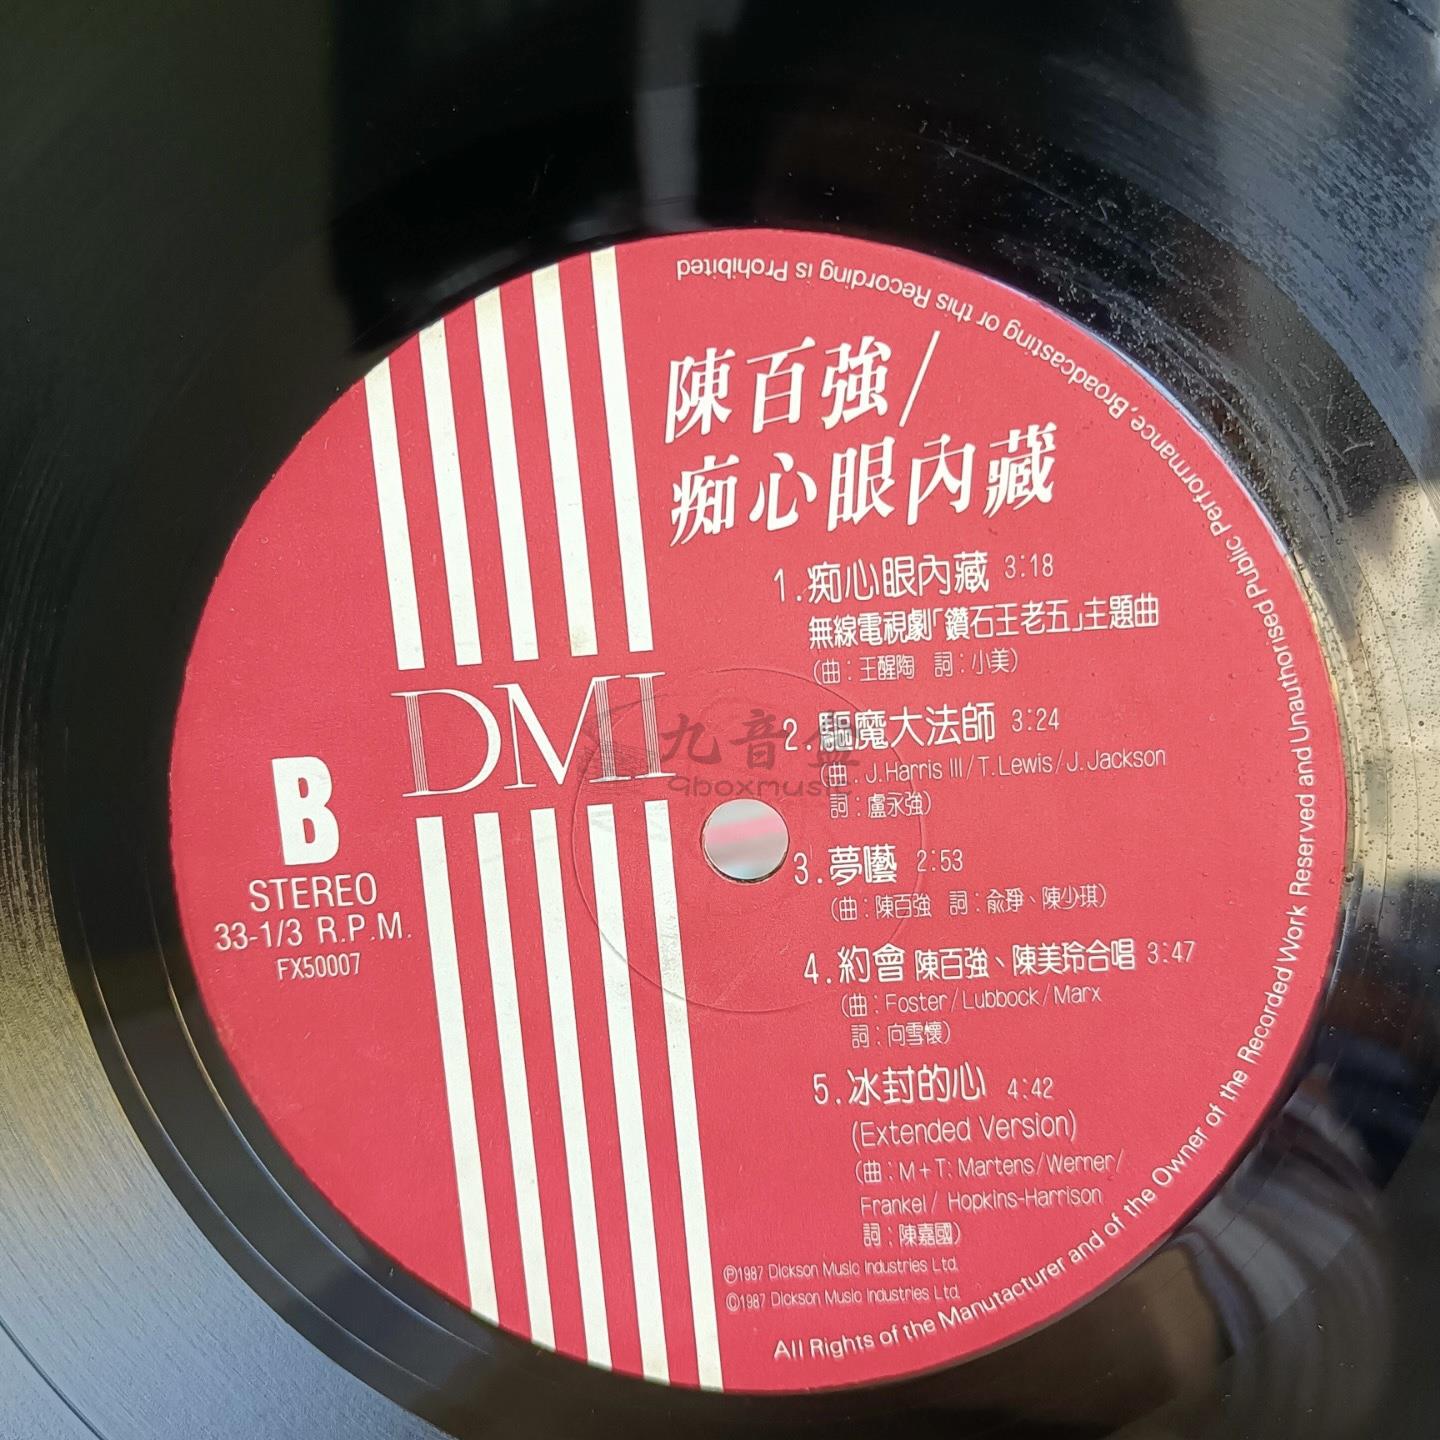 陳百強/
痴心眼內藏
1.痴心眼內藏 3:18
無線電視劇「鑽石王老五」主題曲
(曲:王醒陶 詞:小美)
2.驅魔大法師 3:24
(曲:J.Harris III/T.Lewis/J.Jackson
詞:盧永強)
3.夢囈 2:53
(曲:陳百強 詞:俞琤、陳少琪)
4.約會 陳百強、陳美玲合唱 3:47
(曲:Foster/Lubbock/Marx
詞:向雪懷)
5.冰封的心 4:42
(Extended Version)
(曲:M+T: Martens/Werner/
Frankel/ Hopkins-Harrison
詞:陳嘉國)
℗1987 Dickson Music Industries Ltd.
©1987 Dickson Music Industries Ltd.
DMI
B
STEREO
33-1/3 R.P.M.
FX50007
九音盒
9boxmusic
All Rights of the Manufacturer and of the Owner of the Recorded Work Reserved and Unauthorised Public Performance, Broadcasting or this Recording is Prohibited